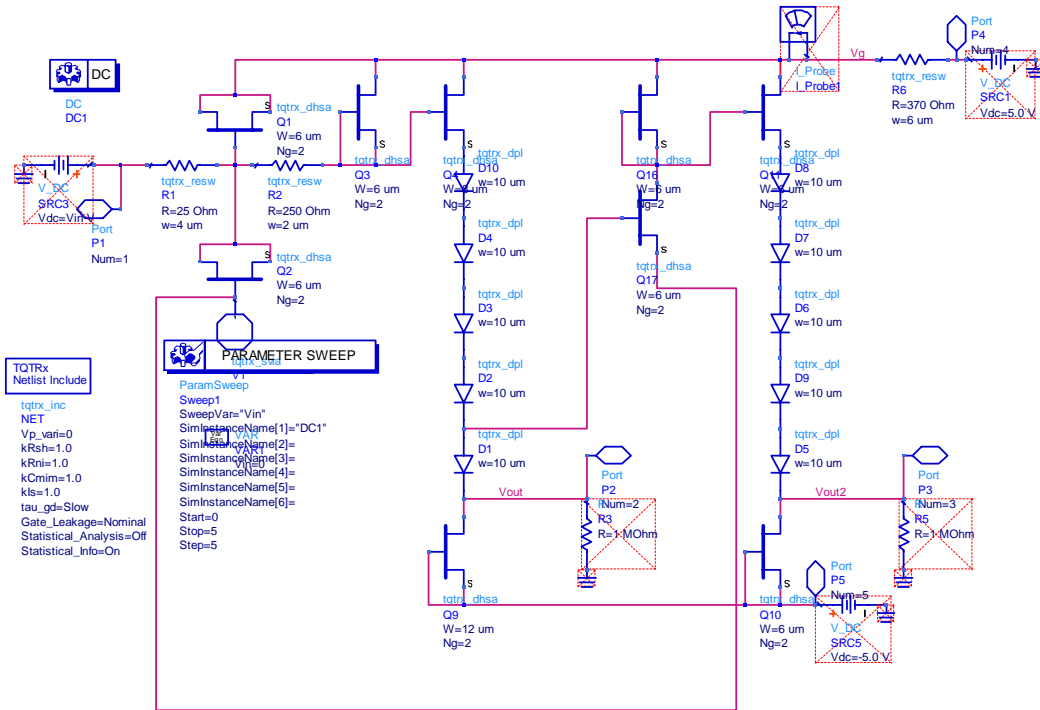 DC
DC
DC1
tqtrx_dhsa
Q1
W=6 um
Ng=2
S
V_DC
SRC3
Vdc=Vin V
Port
P1
Num=1
tqtrx_resw
R1
R=25 Ohm
w=4 um
tqtrx_resw
R2
R=250 Ohm
w=2 um
tqtrx_dhsa
Q2
W=6 um
Ng=2
S
tqtrx_dhsa
Q3
W=6 um
Ng=2
S
Ng=2
S
tqtrx_dpl
D10
w=10 um
tqtrx_dpl
D4
w=10 um
tqtrx_dpl
D3
w=10 um
tqtrx_dpl
D2
w=10 um
tqtrx_dpl
D1
w=10 um
Vout
Port
P2
Num=2
R3
R=1 MOhm
S
tqtrx_dhsa
Q9
W=12 um
Ng=2
S
Q16
W=6 um
Ng=2
S
tqtrx_dhsa
Q17
W=6 um
Ng=2
I_Probe
I_Probe1
Vg
tqtrx_resw
R6
R=370 Ohm
w=6 um
Port
P4
Num=4
V_DC
SRC1
Vdc=5.0 V
S
Ng=2
tqtrx_dpl
D8
w=10 um
tqtrx_dpl
D7
w=10 um
tqtrx_dpl
D6
w=10 um
tqtrx_dpl
D9
w=10 um
tqtrx_dpl
D5
w=10 um
Vout2
Port
P3
Num=3
R5
R=1 MOhm
S
tqtrx_dhsa
Q10
W=6 um
Ng=2
Port
P5
Num=5
V_DC
SRC5
Vdc=-5.0 V
PARAMETER SWEEP
ParamSweep
Sweep1
SweepVar="Vin"
SimInstanceName[1]="DC1"
SimInstanceName[2]=
SimInstanceName[3]=
SimInstanceName[4]=
SimInstanceName[5]=
SimInstanceName[6]=
Start=0
Stop=5
Step=5
VAR
VAR1
Vin=0
TQTRx
Netlist Include
tqtrx_inc
NET
Vp_vari=0
kRsh=1.0
kRni=1.0
kCmim=1.0
kIs=1.0
tau_gd=Slow
Gate_Leakage=Nominal
Statistical_Analysis=Off
Statistical_Info=On